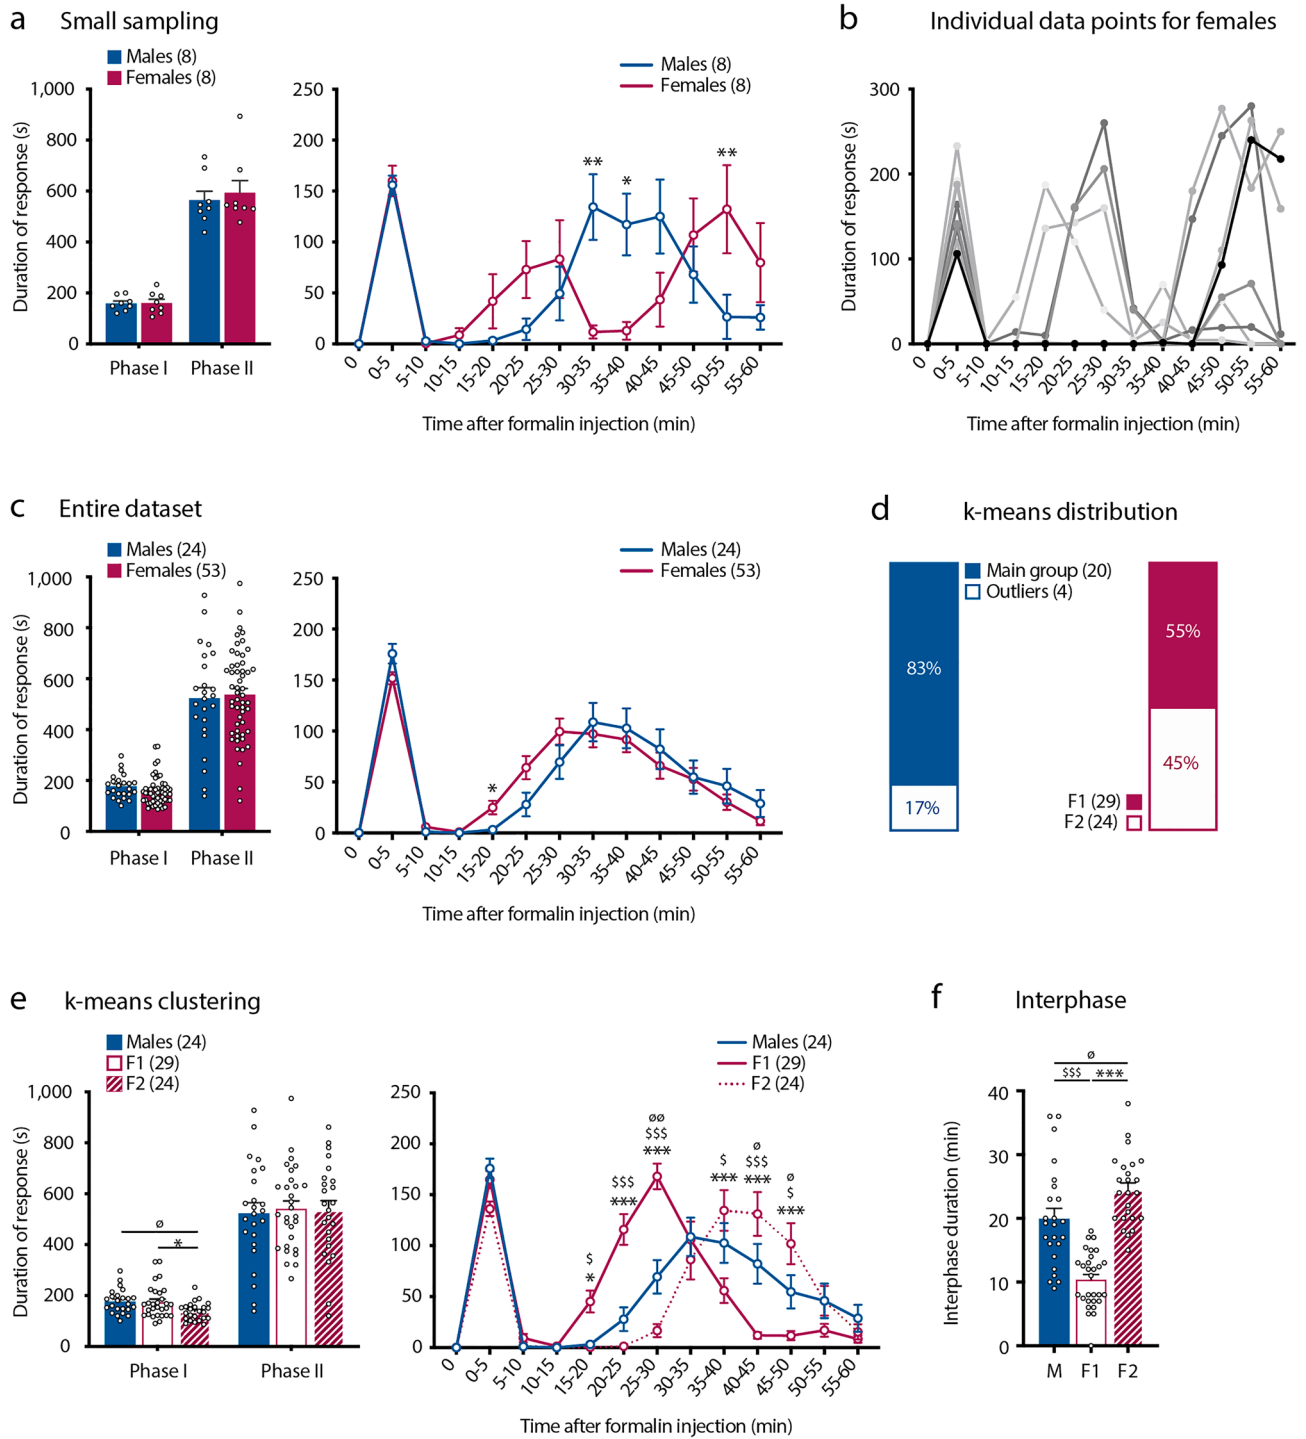 a Small sampling
Males (8)
Females (8)
Duration of response (s)
1,000
800
600
400
200
0
Phase I Phase II
Males (8)
Females (8)
250
200
150
100
50
0
** * **
0 0-5 5-10 10-15 15-20 20-25 25-30 30-35 35-40 40-45 45-50 50-55 55-60
Time after formalin injection (min)
b Individual data points for females
Duration of response (s)
300
200
100
0
0 0-5 5-10 10-15 15-20 20-25 25-30 30-35 35-40 40-45 45-50 50-55 55-60
Time after formalin injection (min)
c Entire dataset
Males (24)
Females (53)
Duration of response (s)
1,000
800
600
400
200
0
Phase I Phase II
Males (24)
Females (53)
250
200
150
100
50
0
*
0 0-5 5-10 10-15 15-20 20-25 25-30 30-35 35-40 40-45 45-50 50-55 55-60
Time after formalin injection (min)
d k-means distribution
Main group (20)
Outliers (4)
83%
17%
55%
45%
F1 (29)
F2 (24)
e k-means clustering
Males (24)
F1 (29)
F2 (24)
Duration of response (s)
1,000
800
600
400
200
0
ø
*
Phase I Phase II
Males (24)
F1 (29)
F2 (24)
250
200
150
100
50
0
$
*
$$$
***
øø
$$$
***
$
***
ø
$$$
***
ø
$
***
0 0-5 5-10 10-15 15-20 20-25 25-30 30-35 35-40 40-45 45-50 50-55 55-60
Time after formalin injection (min)
f Interphase
ø
$$$ ***
Interphase duration (min)
40
30
20
10
0
M F1 F2